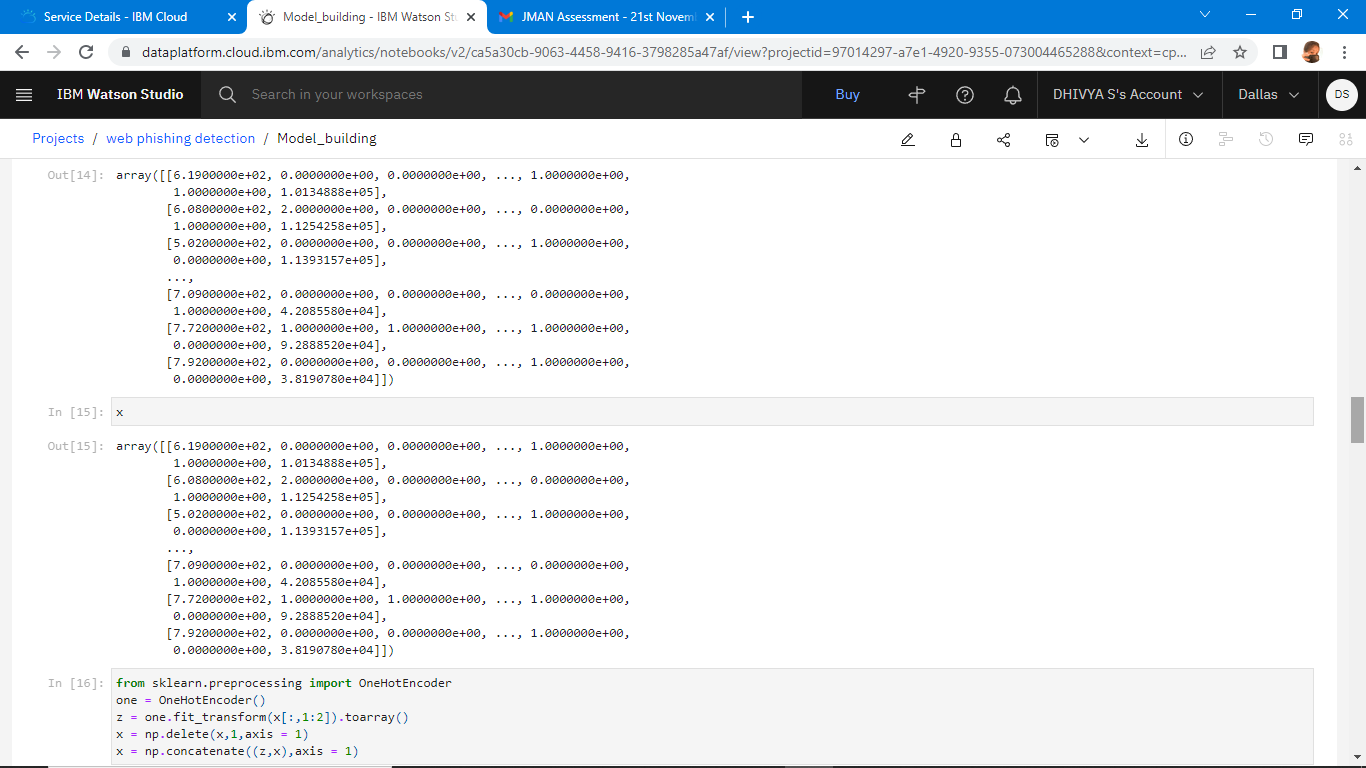 Service Details - IBM Cloud
Model_building - IBM Watson Stu
JMAN Assessment - 21st Novem
dataplatform.cloud.ibm.com/analytics/notebooks/v2/ca5a30cb-9063-4458-9416-3798285a47af/view?projectid=97014297-a7e1-4920-9355-073004465288&context=cp...
IBM Watson Studio
Search in your workspaces
Buy
DHIVYA S's Account
Dallas
DS
Projects / web phishing detection / Model_building
Out[14]: array([[6.1900000e+02, 0.0000000e+00, 0.0000000e+00, ..., 1.0000000e+00,
1.0000000e+00, 1.0134888e+05],
[6.0800000e+02, 2.0000000e+00, 0.0000000e+00, ..., 0.0000000e+00,
1.0000000e+00, 1.1254258e+05],
[5.0200000e+02, 0.0000000e+00, 0.0000000e+00, ..., 1.0000000e+00,
0.0000000e+00, 1.1393157e+05],
...,
[7.0900000e+02, 0.0000000e+00, 0.0000000e+00, ..., 0.0000000e+00,
1.0000000e+00, 4.2085580e+04],
[7.7200000e+02, 1.0000000e+00, 1.0000000e+00, ..., 1.0000000e+00,
0.0000000e+00, 9.2888520e+04],
[7.9200000e+02, 0.0000000e+00, 0.0000000e+00, ..., 1.0000000e+00,
0.0000000e+00, 3.8190780e+04]])
In [15]: x
Out[15]: array([[6.1900000e+02, 0.0000000e+00, 0.0000000e+00, ..., 1.0000000e+00,
1.0000000e+00, 1.0134888e+05],
[6.0800000e+02, 2.0000000e+00, 0.0000000e+00, ..., 0.0000000e+00,
1.0000000e+00, 1.1254258e+05],
[5.0200000e+02, 0.0000000e+00, 0.0000000e+00, ..., 1.0000000e+00,
0.0000000e+00, 1.1393157e+05],
...,
[7.0900000e+02, 0.0000000e+00, 0.0000000e+00, ..., 0.0000000e+00,
1.0000000e+00, 4.2085580e+04],
[7.7200000e+02, 1.0000000e+00, 1.0000000e+00, ..., 1.0000000e+00,
0.0000000e+00, 9.2888520e+04],
[7.9200000e+02, 0.0000000e+00, 0.0000000e+00, ..., 1.0000000e+00,
0.0000000e+00, 3.8190780e+04]])
In [16]: from sklearn.preprocessing import OneHotEncoder
one = OneHotEncoder()
z = one.fit_transform(x[:,1:2]).toarray()
x = np.delete(x,1,axis = 1)
x = np.concatenate((z,x),axis = 1)